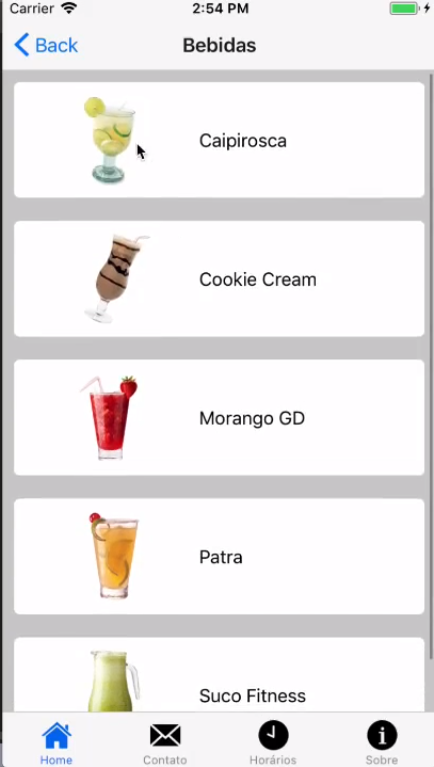 Carrier 2:54 PM
Back Bebidas
Caipirosca
Cookie Cream
Morango GD
Patra
Suco Fitness
Home Contato Horários Sobre